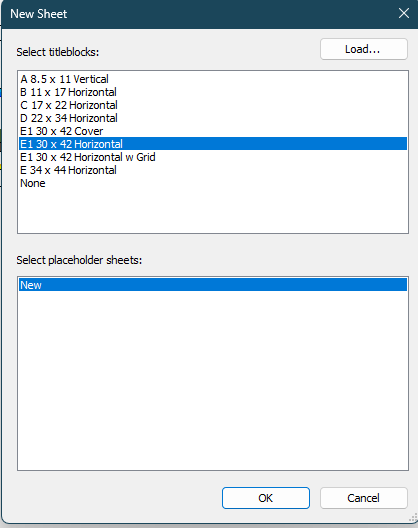 New Sheet
Select titleblocks:
Load...
A 8.5 x 11 Vertical
B 11 x 17 Horizontal
C 17 x 22 Horizontal
D 22 x 34 Horizontal
E1 30 x 42 Cover
E1 30 x 42 Horizontal
E1 30 x 42 Horizontal w Grid
E 34 x 44 Horizontal
None
Select placeholder sheets:
New
OK
Cancel